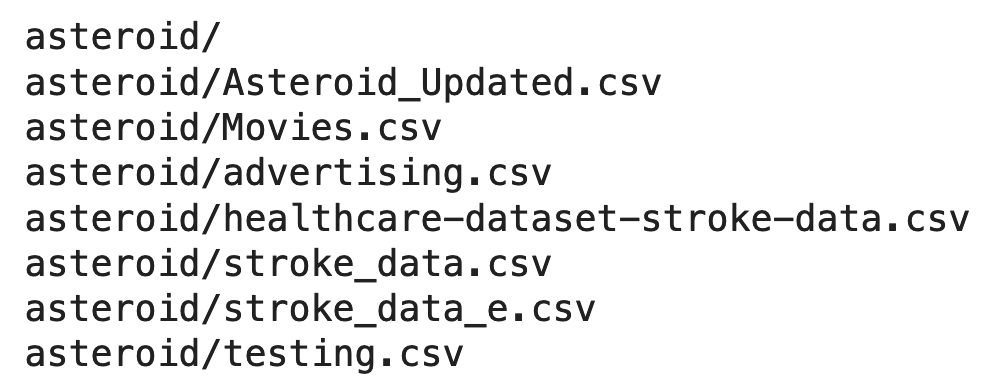 asteroid/
asteroid/Asteroid_Updated.csv
asteroid/Movies.csv
asteroid/advertising.csv
asteroid/healthcare-dataset-stroke-data.csv
asteroid/stroke_data.csv
asteroid/stroke_data_e.csv
asteroid/testing.csv